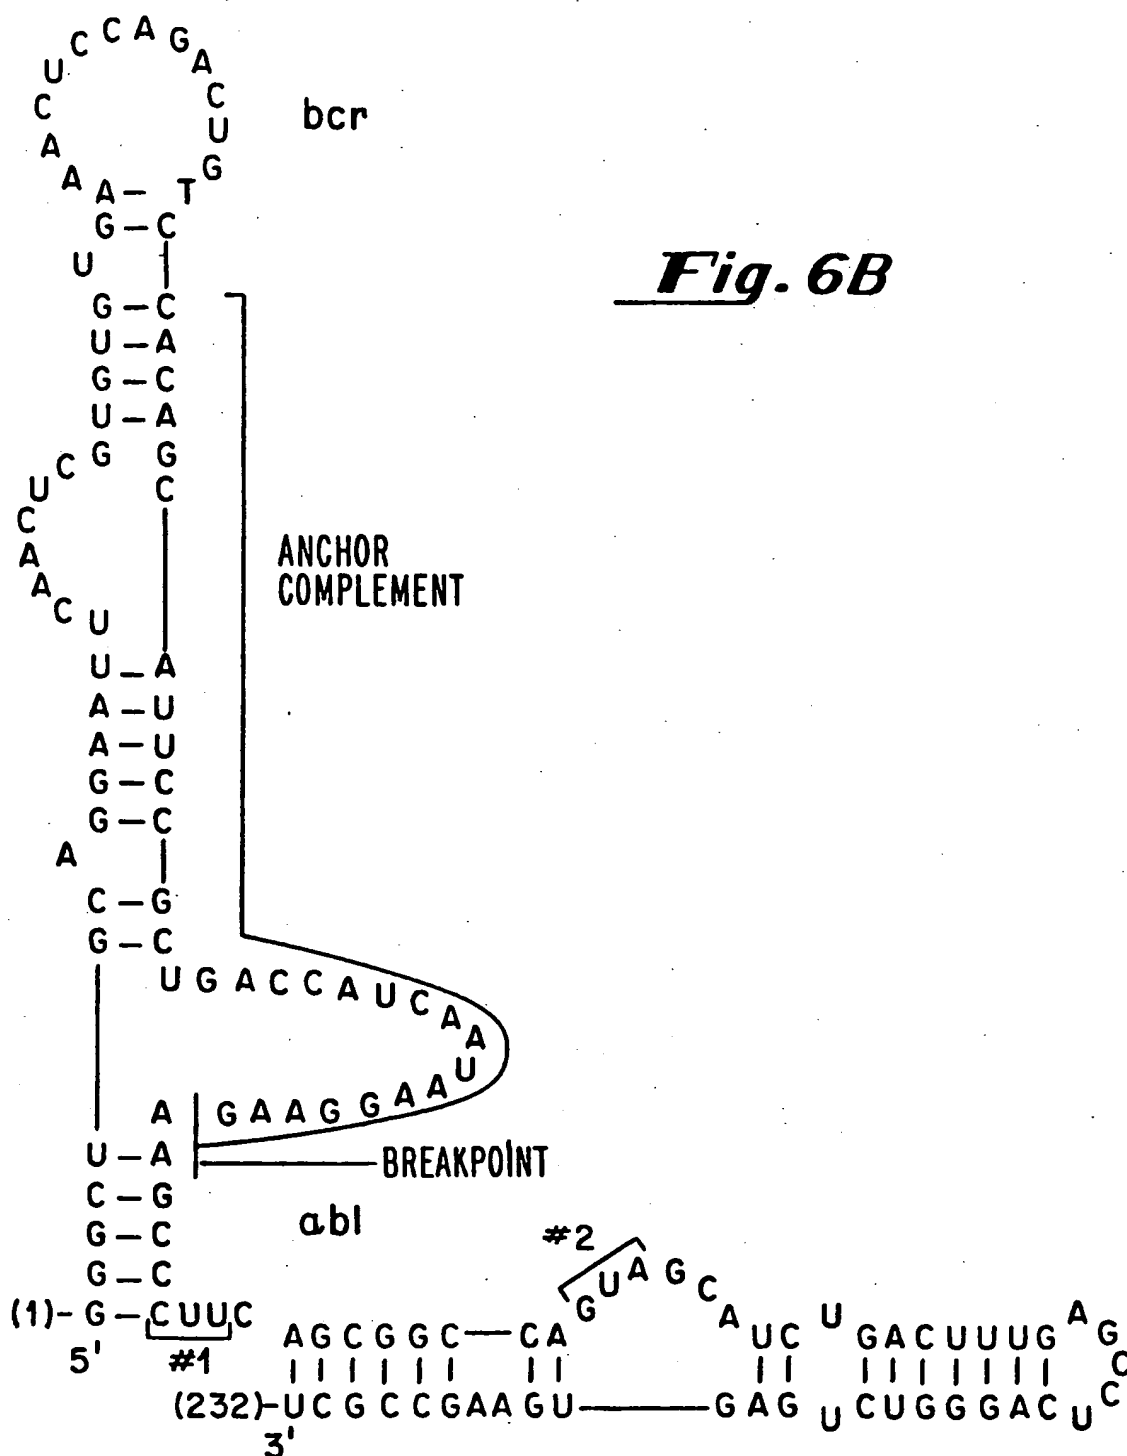 C C A G
U A
C C
A U
A G
A – T
bcr
G – C
U
Fig. 6B
G – C
U – A
G – C
U – A
C G G
U C
C
A
A
C U
ANCHOR
COMPLEMENT
U – A
A – U
A – U
G – C
G – C
A
C – G
G – C
U G A C C A U C A A U
A G A A G G A A
U – A
BREAKPOINT
C – G
abl
G – C
#2
G – C
G U A G C A
(1)- G – C U U C
A G C G G C — C A
U C U G A C U U U G A G C C U
5'
#1
(232)-U C G C C G A A G U — G A G U C U G G G A C
3'